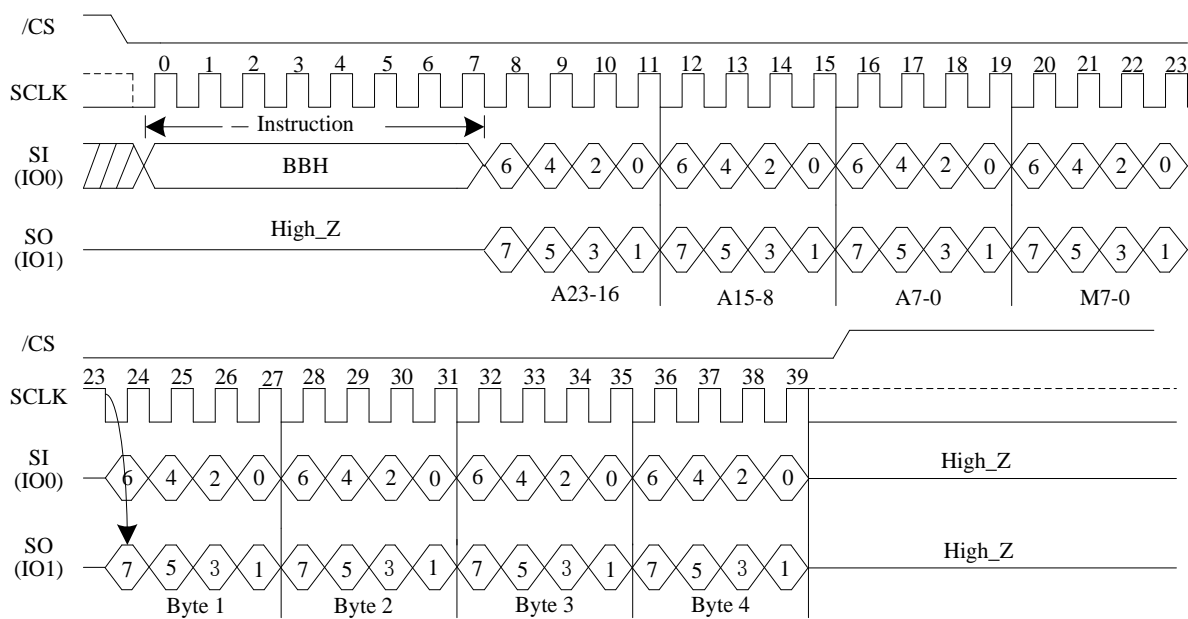 /CS
0 1 2 3 4 5 6 7 8 9 10 11 12 13 14 15 16 17 18 19 20 21 22 23
SCLK
Instruction
SI
(IO0)
BBH 6 4 2 0 6 4 2 0 6 4 2 0 6 4 2 0
SO
(IO1)
High_Z 7 5 3 1 7 5 3 1 7 5 3 1 7 5 3 1
A23-16 A15-8 A7-0 M7-0
/CS
23 24 25 26 27 28 29 30 31 32 33 34 35 36 37 38 39
SCLK
SI
(IO0)
6 4 2 0 6 4 2 0 6 4 2 0 6 4 2 0 High_Z
SO
(IO1)
7 5 3 1 7 5 3 1 7 5 3 1 7 5 3 1 High_Z
Byte 1 Byte 2 Byte 3 Byte 4